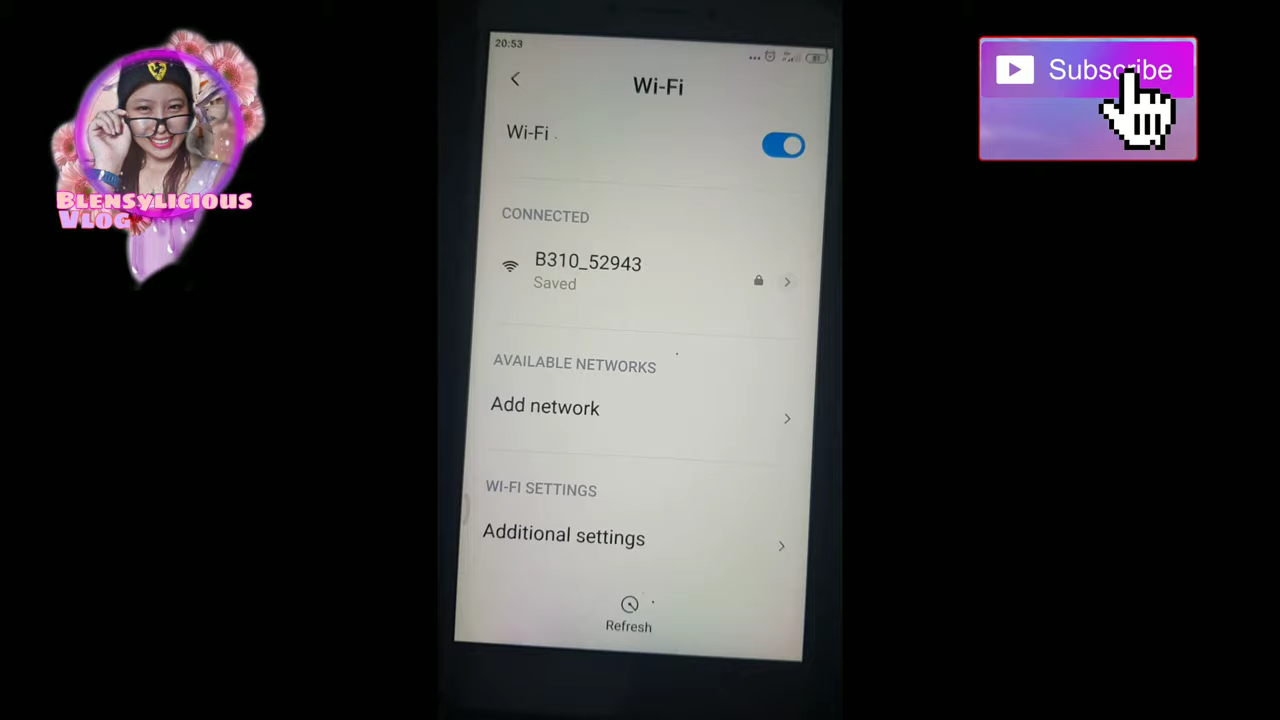 Blensylicious
Vlog
Subscribe
20:53
81
Wi-Fi
Wi-Fi
CONNECTED
B310_52943
Saved
AVAILABLE NETWORKS
Add network
WI-FI SETTINGS
Additional settings
Refresh